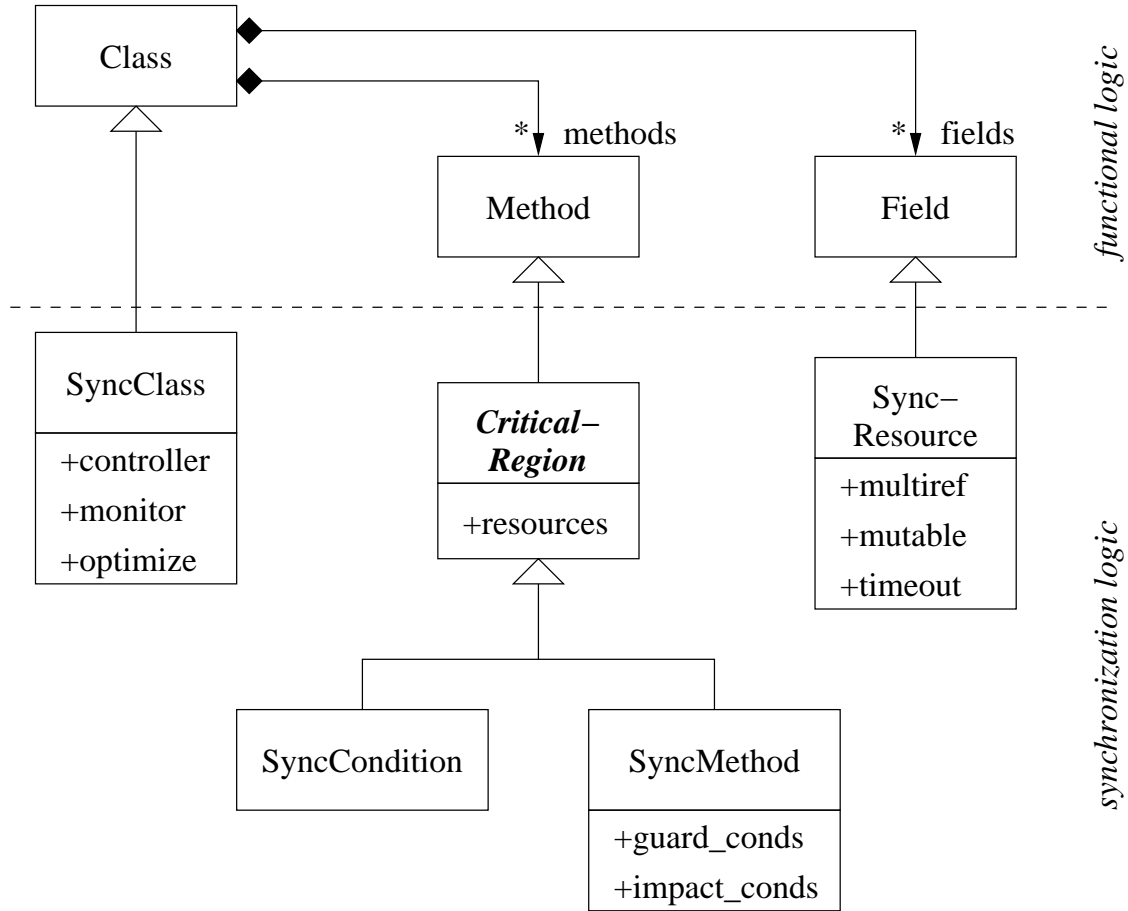 Class
* methods
* fields
functional logic
Method
Field
SyncClass
+controller
+monitor
+optimize
Critical–
Region
+resources
Sync–
Resource
+multiref
+mutable
+timeout
synchronization logic
SyncCondition
SyncMethod
+guard_conds
+impact_conds